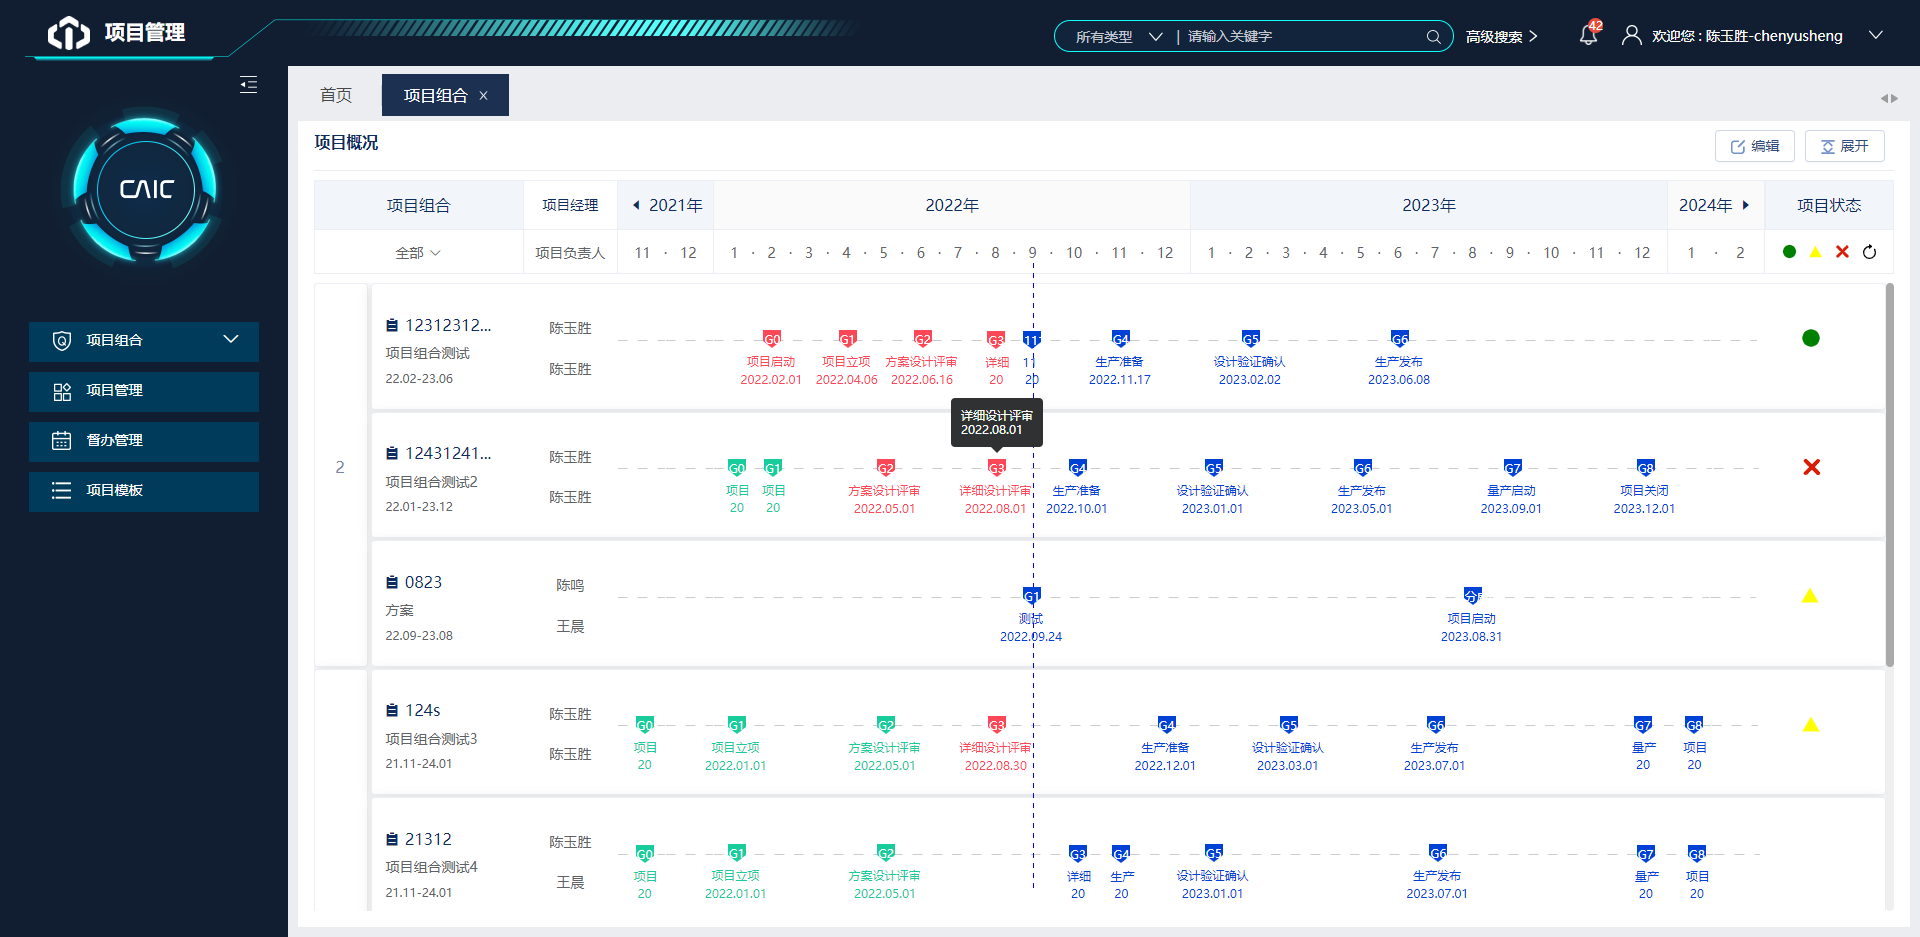 项目管理
所有类型 | 请输入关键字
高级搜索
42
欢迎您 : 陈玉胜-chenyusheng
CAIC
项目组合
项目管理
督办管理
项目模板
首页
项目组合 ×
项目概况
编辑
展开
项目组合 项目经理 2021年 2022年 2023年 2024年 项目状态
全部 项目负责人 11 · 12 1 · 2 · 3 · 4 · 5 · 6 · 7 · 8 · 9 · 10 · 11 · 12 1 · 2 · 3 · 4 · 5 · 6 · 7 · 8 · 9 · 10 · 11 · 12 1 · 2
2
12312312...
项目组合测试
22.02-23.06
陈玉胜
陈玉胜
G0 G1 G2 G3 11 G4 G5 G6
项目启动 项目立项 方案设计评审 详细 11 生产准备 设计验证确认 生产发布
2022.02.01 2022.04.06 2022.06.16 20 20 2022.11.17 2023.02.02 2023.06.08
详细设计评审
2022.08.01
12431241...
项目组合测试2
22.01-23.12
陈玉胜
陈玉胜
G0 G1 G2 G3 G4 G5 G6 G7 G8
项目 项目 方案设计评审 详细设计评审 生产准备 设计验证确认 生产发布 量产启动 项目关闭
20 20 2022.05.01 2022.08.01 2022.10.01 2023.01.01 2023.05.01 2023.09.01 2023.12.01
0823
方案
22.09-23.08
陈鸣
王晨
G1 分
测试 项目启动
2022.09.24 2023.08.31
124s
项目组合测试3
21.11-24.01
陈玉胜
陈玉胜
G0 G1 G2 G3 G4 G5 G6 G7 G8
项目 项目立项 方案设计评审 详细设计评审 生产准备 设计验证确认 生产发布 量产 项目
20 2022.01.01 2022.05.01 2022.08.30 2022.12.01 2023.03.01 2023.07.01 20 20
21312
项目组合测试4
21.11-24.01
陈玉胜
王晨
G0 G1 G2 G3 G4 G5 G6 G7 G8
项目 项目立项 方案设计评审 详细 生产 设计验证确认 生产发布 量产 项目
20 2022.01.01 2022.05.01 20 20 2023.01.01 2023.07.01 20 20